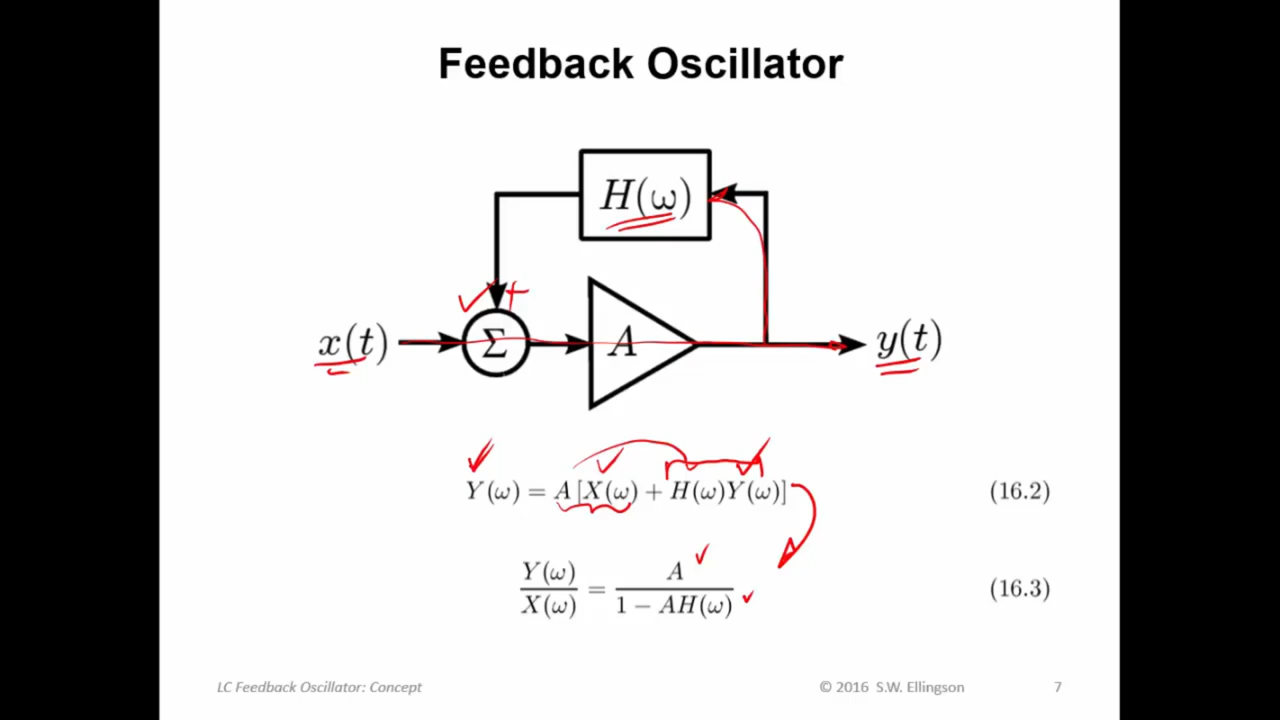 Feedback Oscillator
H(ω)
+
x(t) Σ A y(t)
Y(ω) = A [X(ω) + H(ω)Y(ω)] (16.2)
Y(ω)/X(ω) = A/(1 − AH(ω)) (16.3)
LC Feedback Oscillator: Concept © 2016 S.W. Ellingson 7